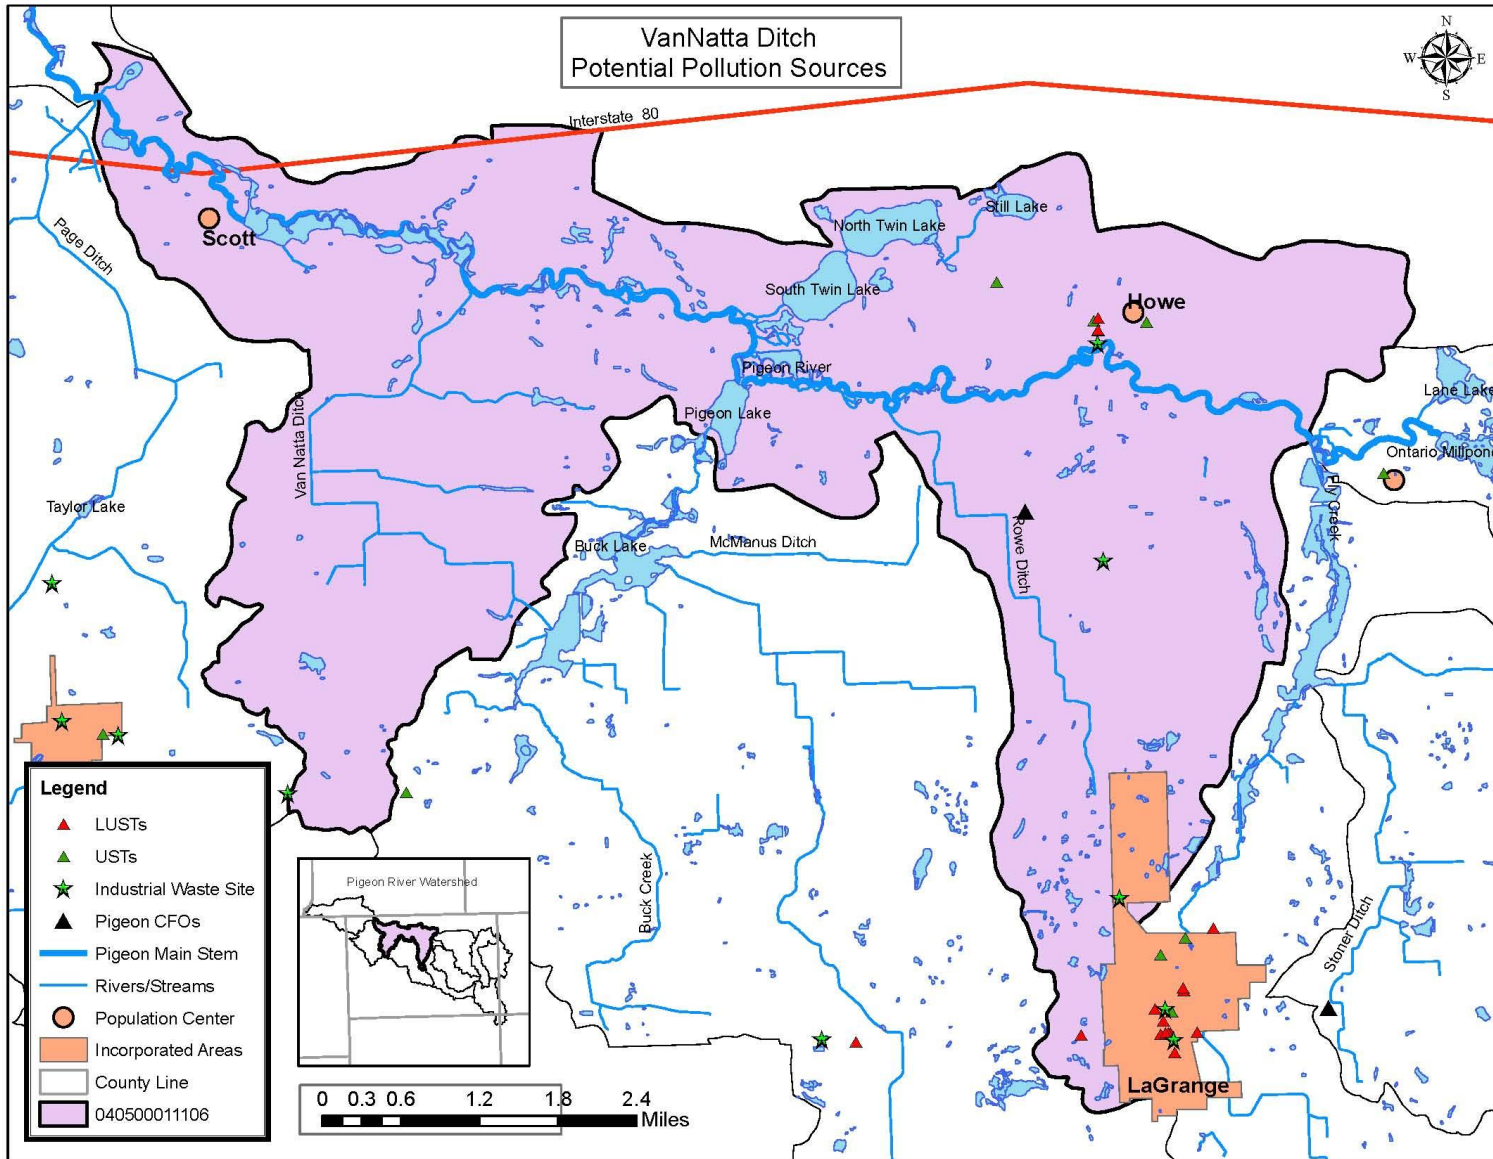 VanNatta Ditch
Potential Pollution Sources
N
W
E
S
Interstate 80
Page Ditch
Scott
Still Lake
North Twin Lake
South Twin Lake
Howe
Pigeon River
Lane Lake
Pigeon Lake
Van Natta Ditch
Ontario Millpond
Fly Creek
Taylor Lake
Rowe Ditch
Buck Lake
McManus Ditch
Legend
LUSTs
USTs
Industrial Waste Site
Pigeon CFOs
Pigeon Main Stem
Rivers/Streams
Population Center
Incorporated Areas
County Line
040500011106
Pigeon River Watershed
Buck Creek
Stoner Ditch
LaGrange
0 0.3 0.6 1.2 1.8 2.4
Miles